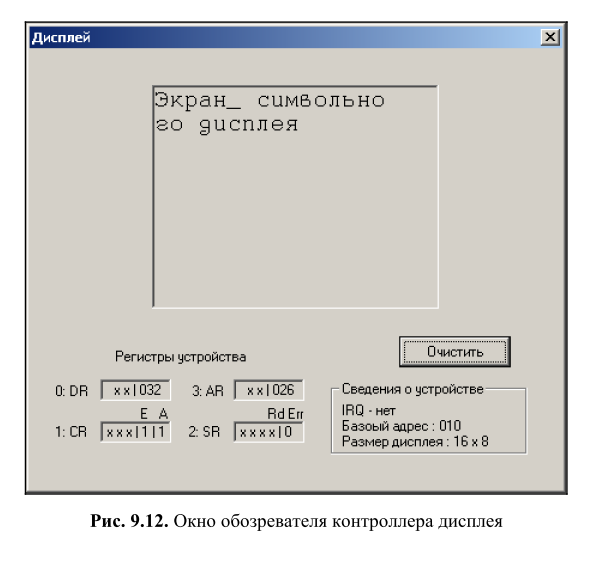 Дисплей
Экран_ символьно
го дисплея
Очистить
Регистры устройства
0: DR xx|032 3: AR xx|026
E A Rd Err
1: CR xxx|1|1 2: SR xxxx|0
Сведения о устройстве
IRQ - нет
Базоый адрес : 010
Размер дисплея : 16 x 8
Рис. 9.12. Окно обозревателя контроллера дисплея